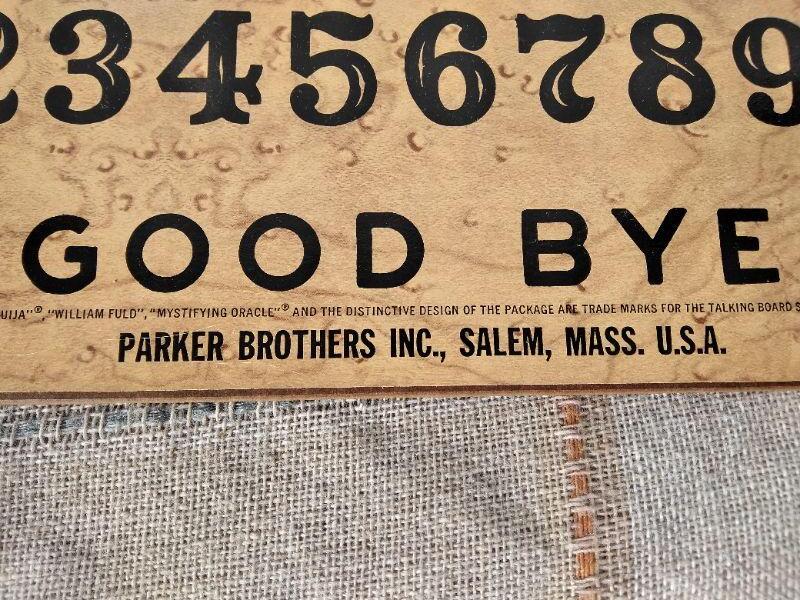 23456789
GOOD BYE
UIJA"®, "WILLIAM FULD", "MYSTIFYING ORACLE"® AND THE DISTINCTIVE DESIGN OF THE PACKAGE ARE TRADE MARKS FOR THE TALKING BOARD S
PARKER BROTHERS INC., SALEM, MASS. U.S.A.